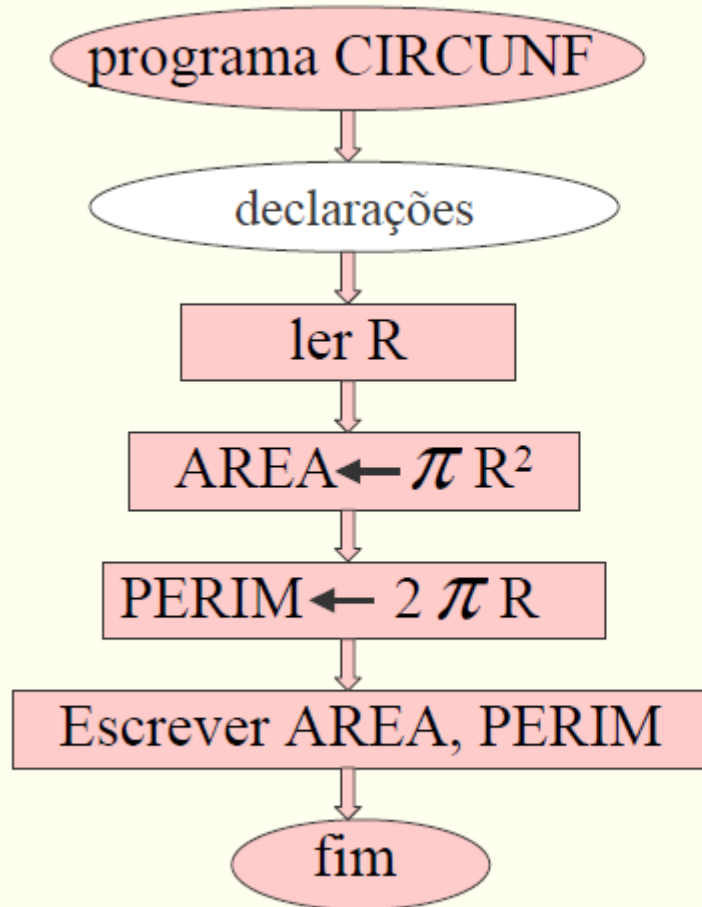 programa CIRCUNF
declarações
ler R
AREA ← π R²
PERIM ← 2 π R
Escrever AREA, PERIM
fim